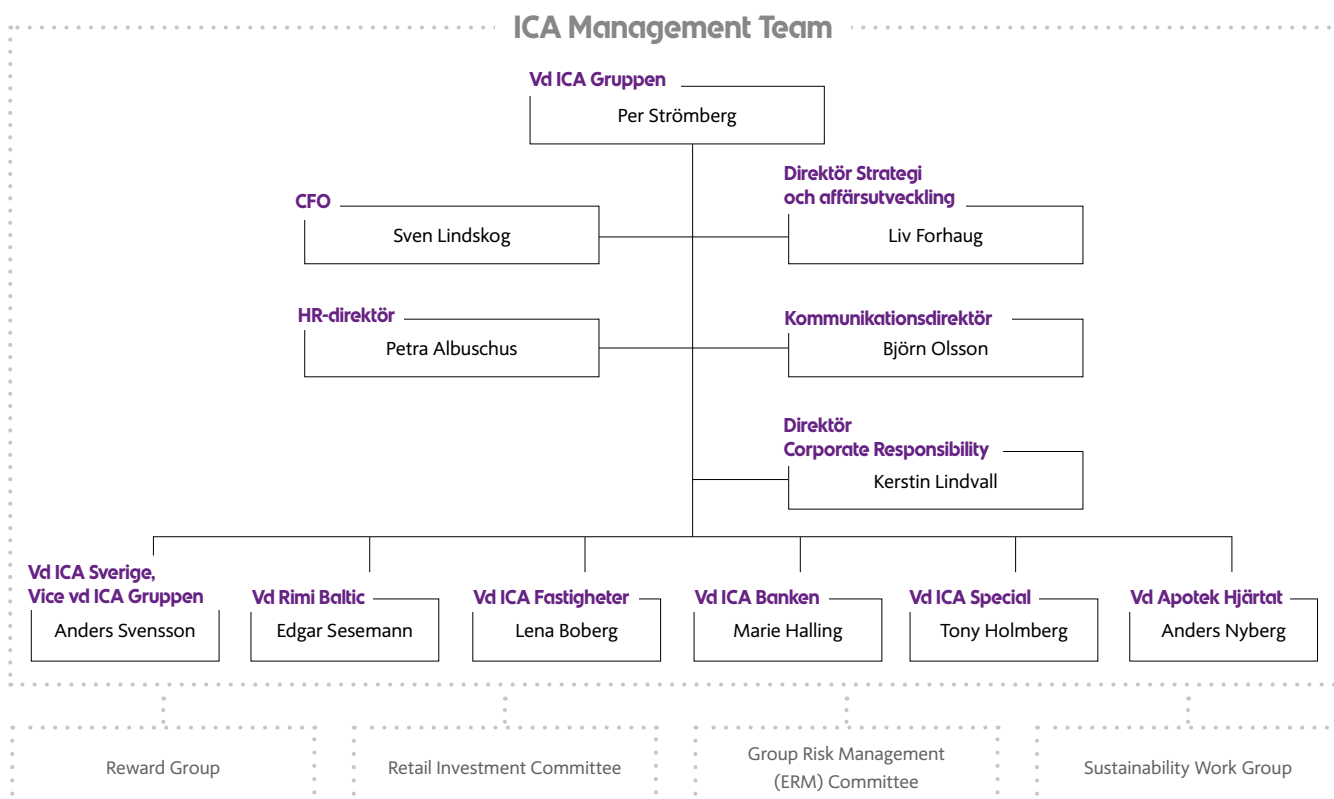 ICA Management Team
Vd ICA Gruppen
Per Strömberg
CFO
Sven Lindskog
Direktör Strategi
och affärsutveckling
Liv Forhaug
HR-direktör
Petra Albuschus
Kommunikationsdirektör
Björn Olsson
Direktör
Corporate Responsibility
Kerstin Lindvall
Vd ICA Sverige,
Vice vd ICA Gruppen
Anders Svensson
Vd Rimi Baltic
Edgar Sesemann
Vd ICA Fastigheter
Lena Boberg
Vd ICA Banken
Marie Halling
Vd ICA Special
Tony Holmberg
Vd Apotek Hjärtat
Anders Nyberg
Reward Group
Retail Investment Committee
Group Risk Management
(ERM) Committee
Sustainability Work Group